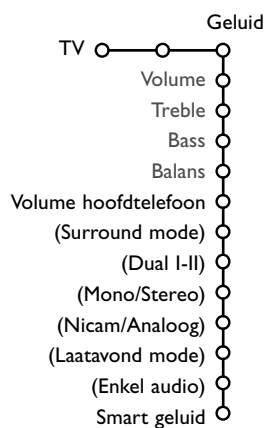 Geluid
TV
Volume
Treble
Bass
Balans
Volume hoofdtelefoon
(Surround mode)
(Dual I-II)
(Mono/Stereo)
(Nicam/Analoog)
(Laatavond mode)
(Enkel audio)
Smart geluid